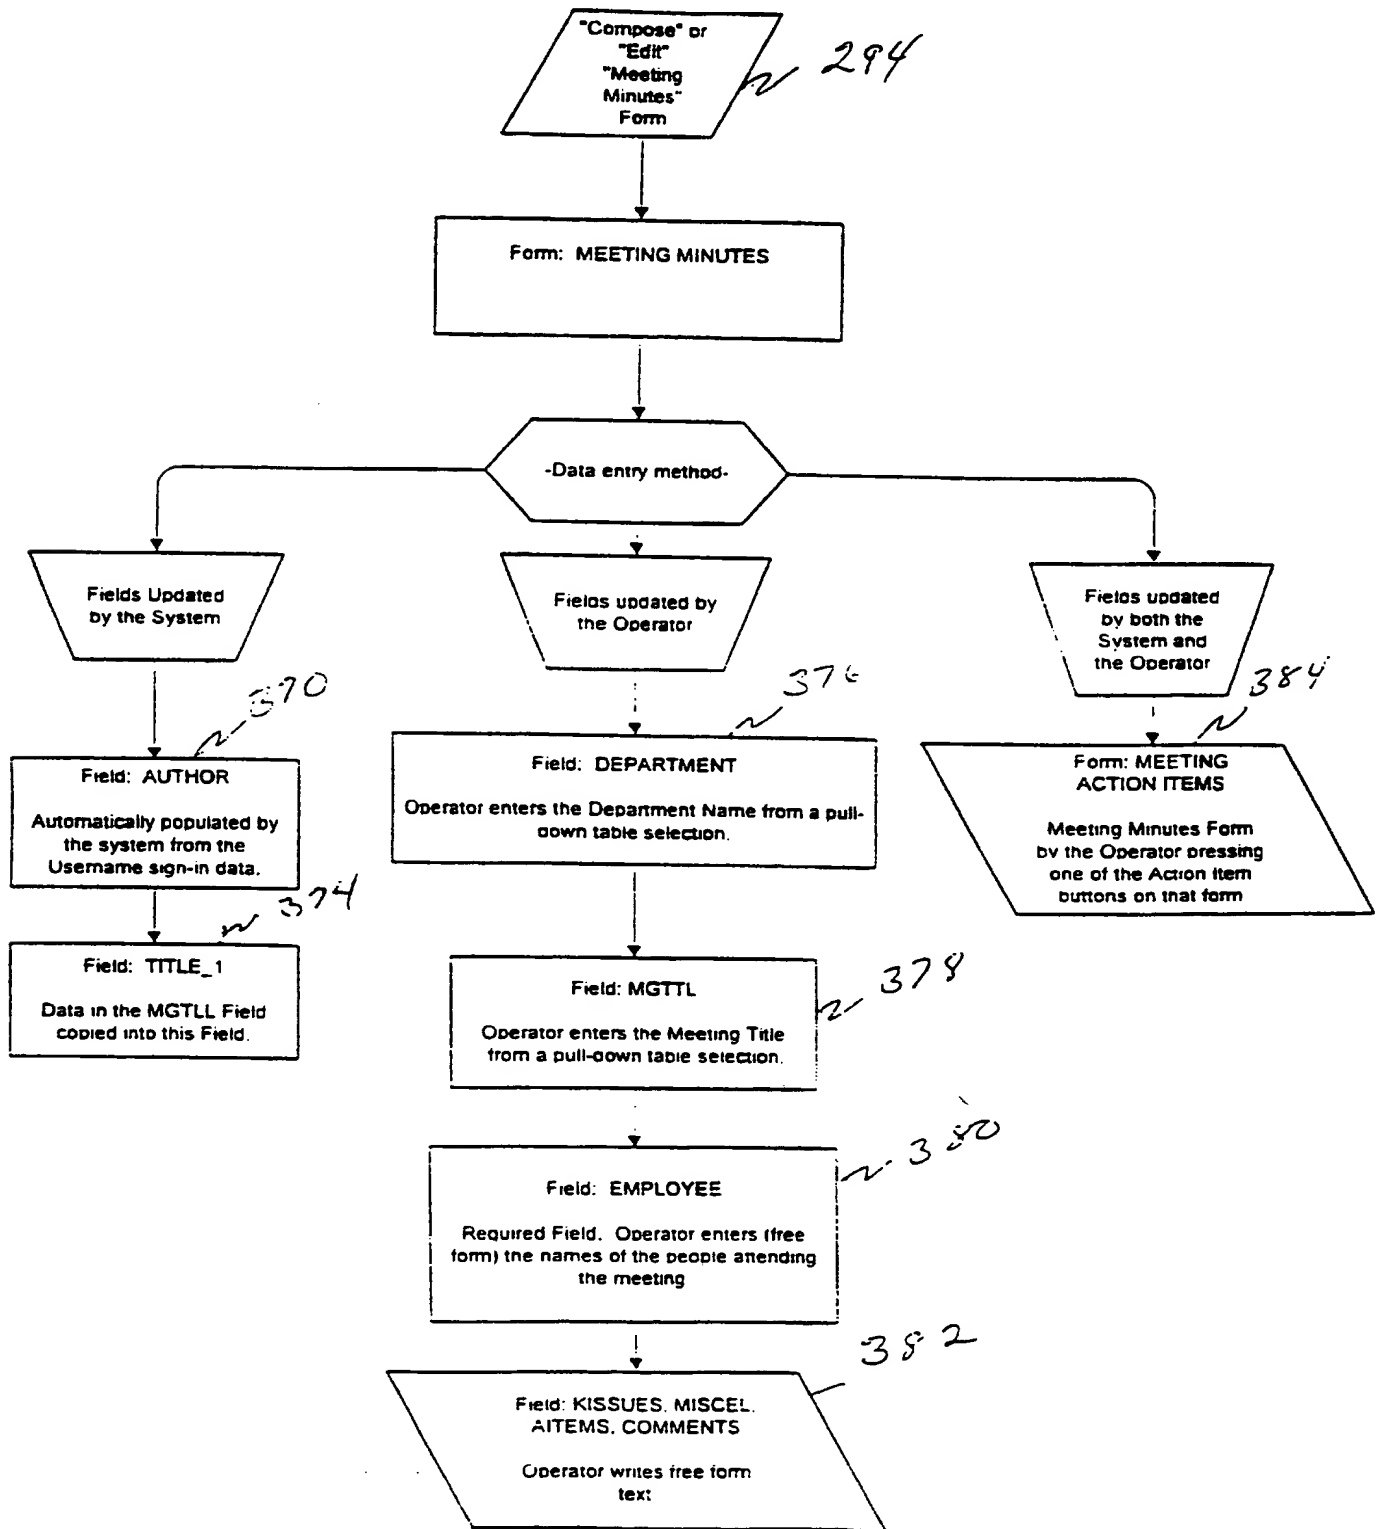 "Compose" or
"Edit"
"Meeting
Minutes"
Form
294
Form: MEETING MINUTES
-Data entry method-
Fields Updated
by the System
Fields updated by
the Operator
Fields updated
by both the
System and
the Operator
370
Field: AUTHOR
Automatically populated by
the system from the
Username sign-in data.
374
Field: TITLE_1
Data in the MGTLL Field
copied into this Field.
376
Field: DEPARTMENT
Operator enters the Department Name from a pull-
down table selection.
378
Field: MGTTL
Operator enters the Meeting Title
from a pull-down table selection.
380
Field: EMPLOYEE
Required Field. Operator enters (free
form) the names of the people attending
the meeting
382
Field: KISSUES, MISCEL,
AITEMS, COMMENTS
Operator writes free form
text
384
Form: MEETING
ACTION ITEMS
Meeting Minutes Form
by the Operator pressing
one of the Action Item
buttons on that form